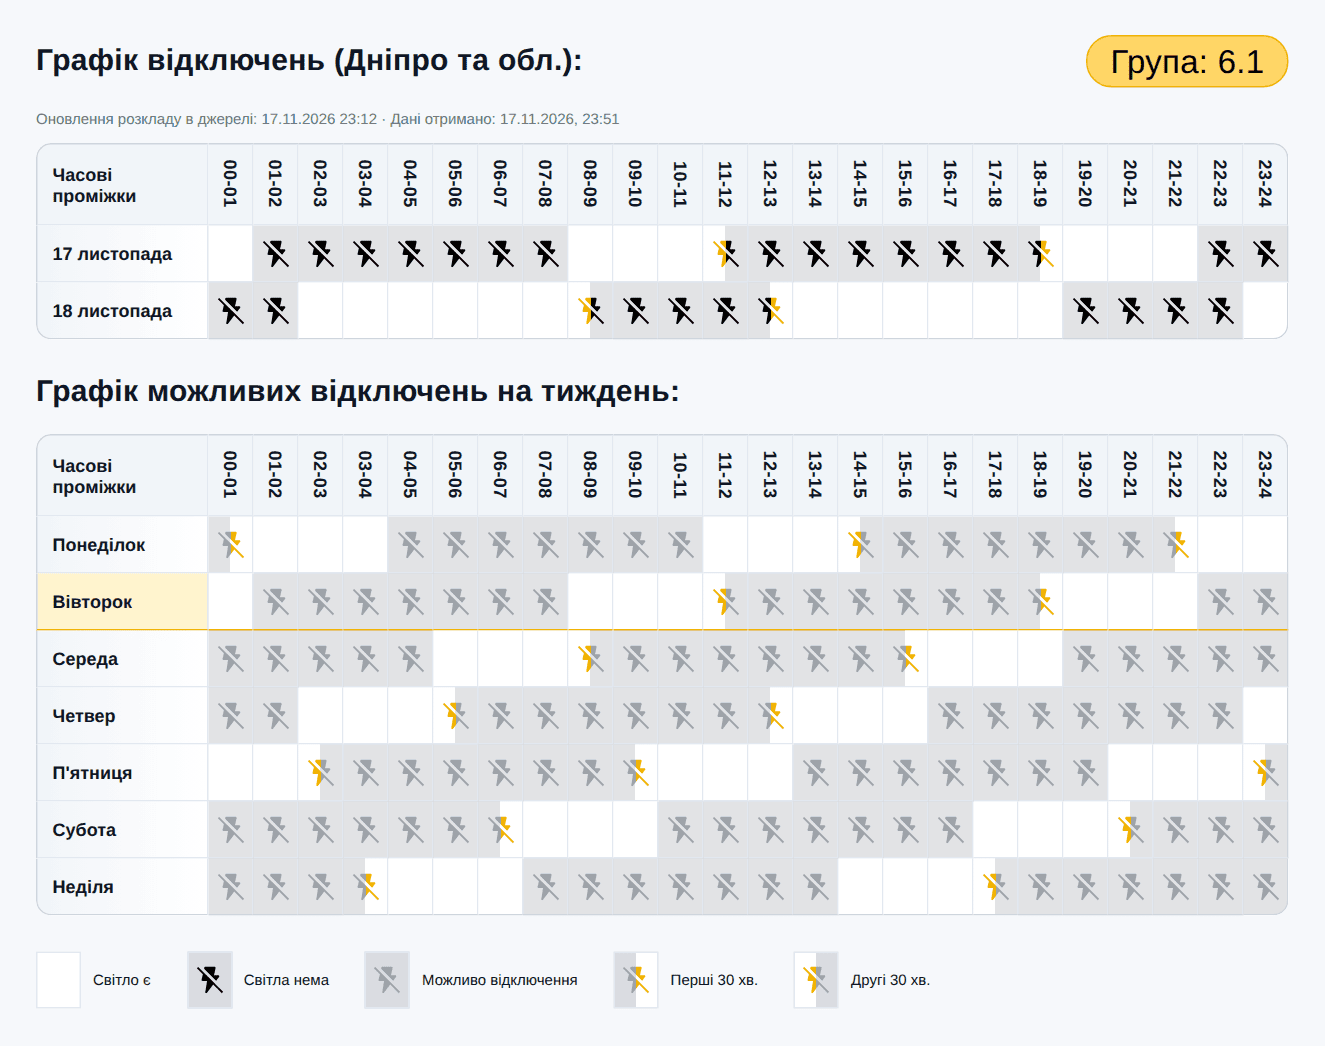 Графік відключень (Дніпро та обл.):
Група: 6.1
Оновлення розкладу в джерелі: 17.11.2026 23:12 · Дані отримано: 17.11.2026, 23:51
Часові проміжки 00-01 01-02 02-03 03-04 04-05 05-06 06-07 07-08 08-09 09-10 10-11 11-12 12-13 13-14 14-15 15-16 16-17 17-18 18-19 19-20 20-21 21-22 22-23 23-24
17 листопада
18 листопада
Графік можливих відключень на тиждень:
Часові проміжки 00-01 01-02 02-03 03-04 04-05 05-06 06-07 07-08 08-09 09-10 10-11 11-12 12-13 13-14 14-15 15-16 16-17 17-18 18-19 19-20 20-21 21-22 22-23 23-24
Понеділок
Вівторок
Середа
Четвер
П'ятниця
Субота
Неділя
Світло є Світла нема Можливо відключення Перші 30 хв. Другі 30 хв.